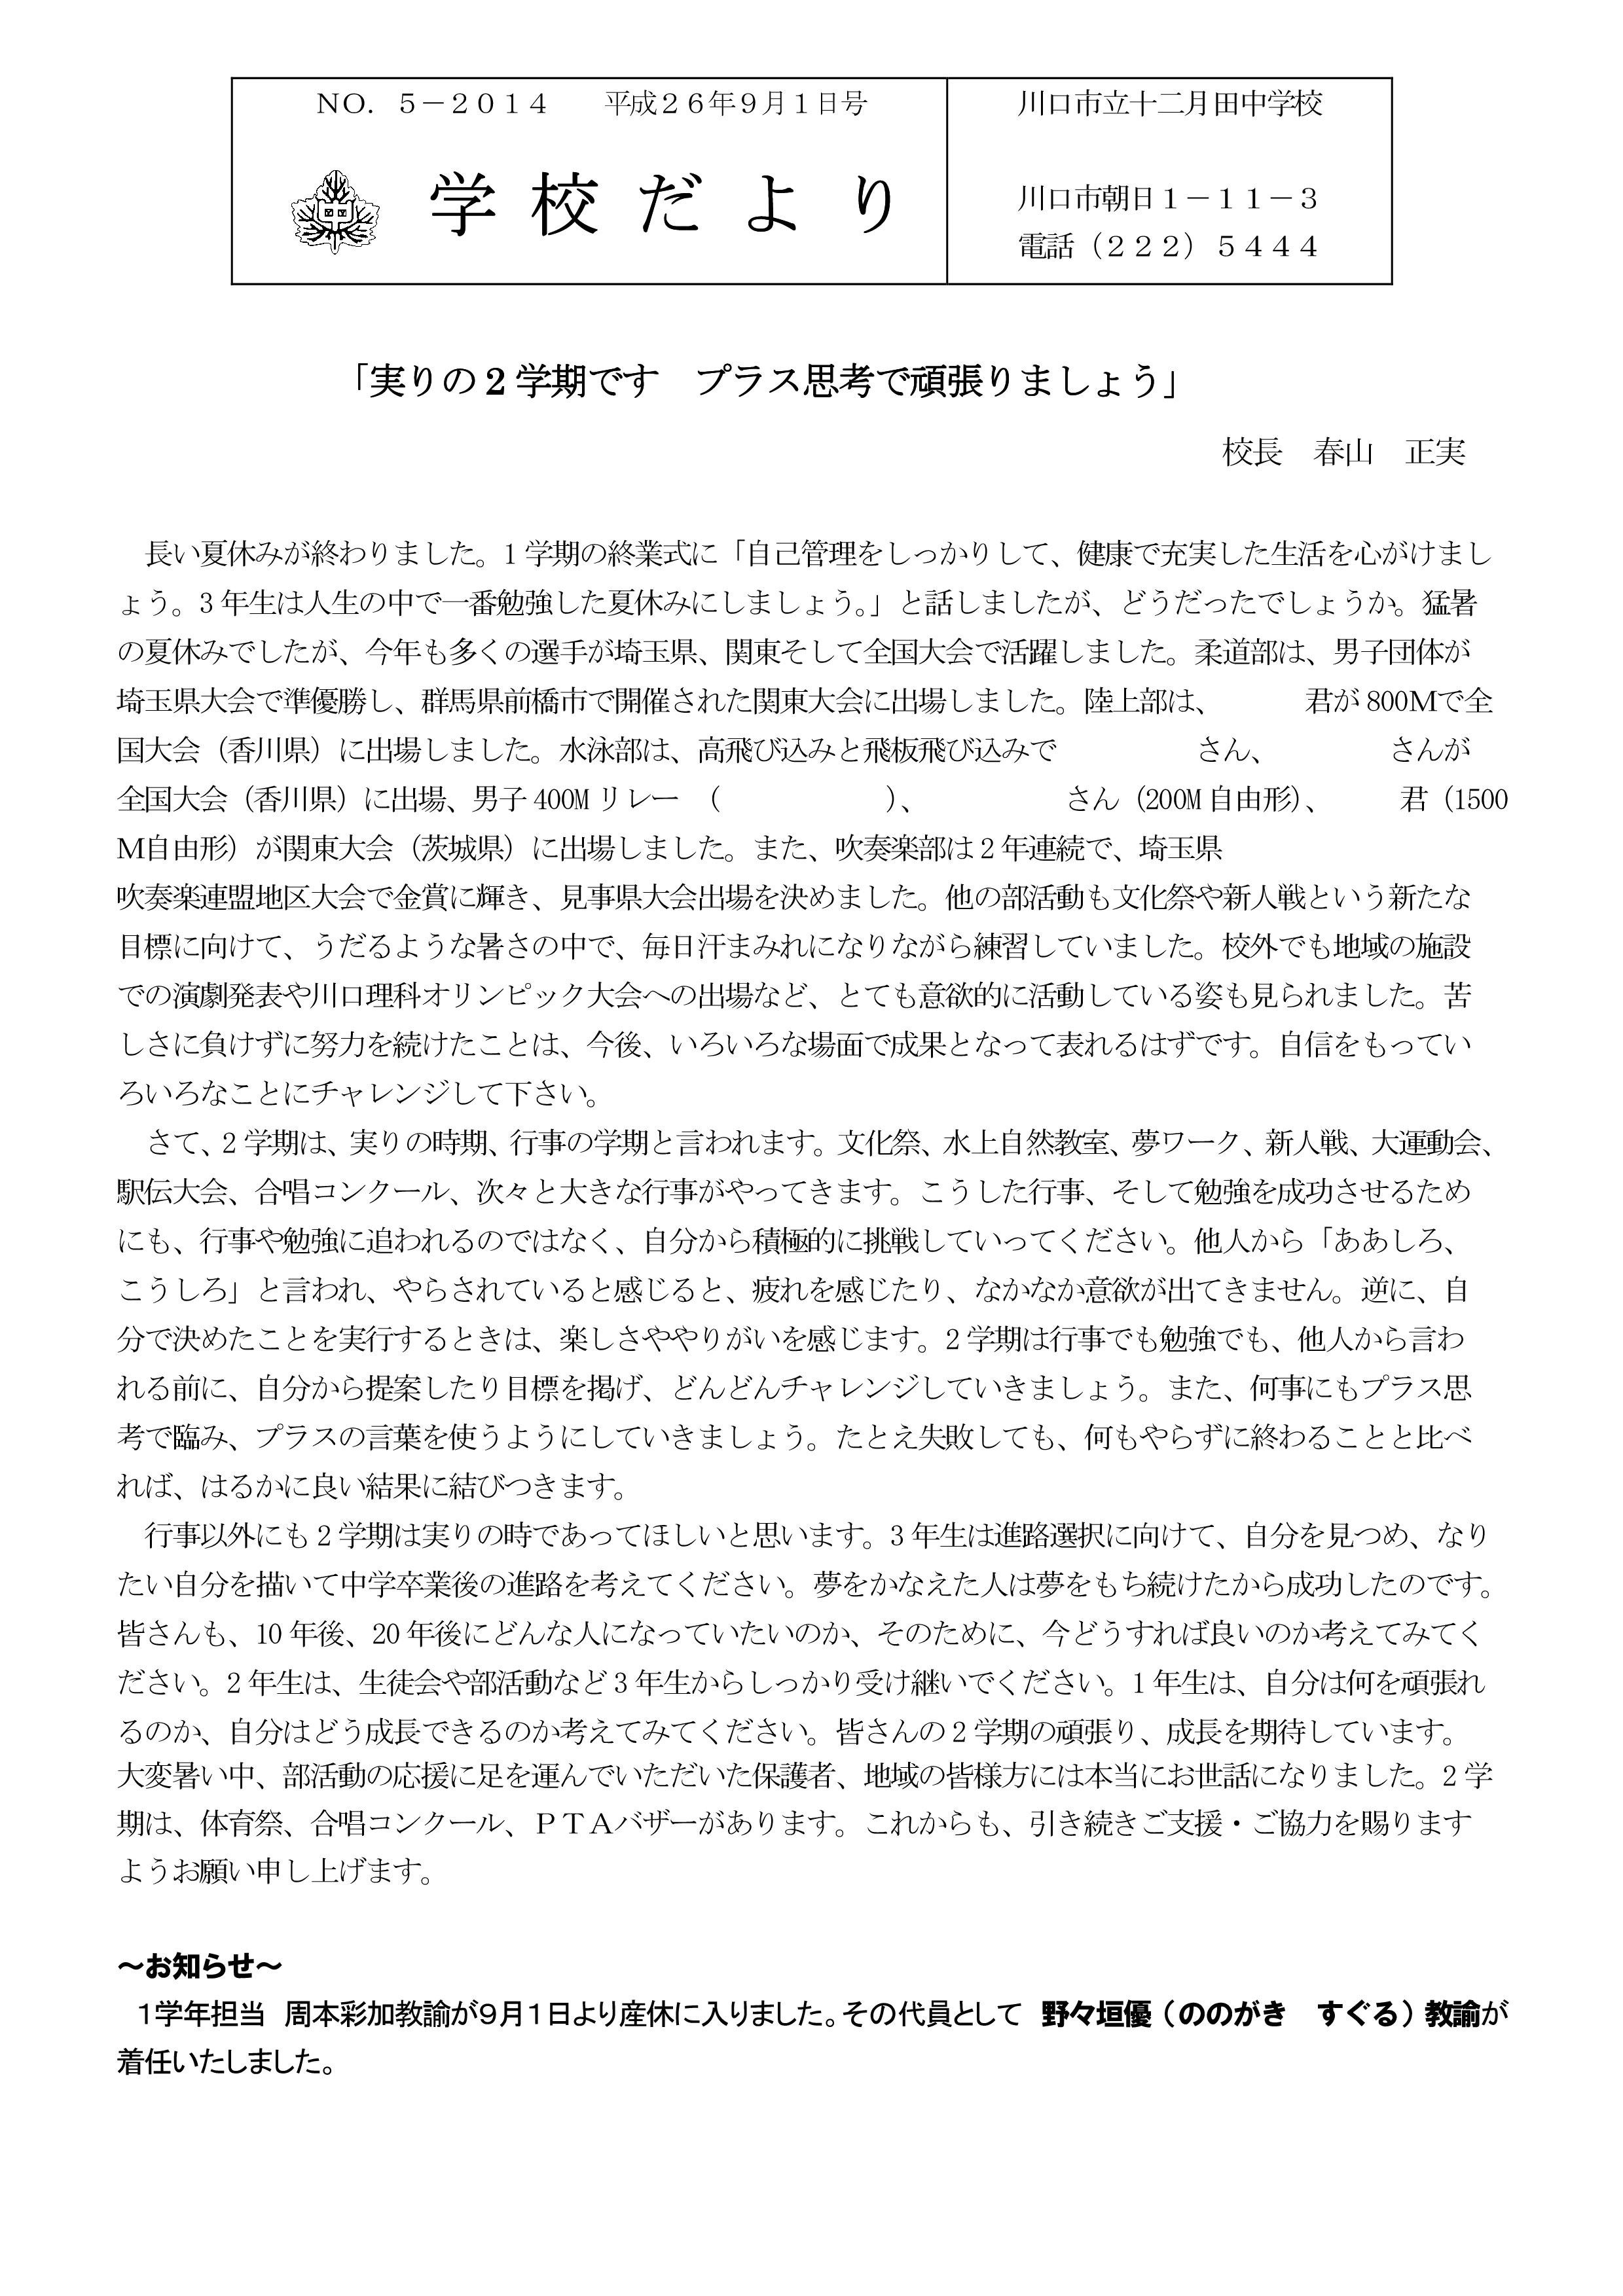 NO. ５－２０１４　　平成２６年９月１日号
学校だより
川口市立十二月田中学校
川口市朝日１－１１－３
電話（２２２）５４４４
「実りの２学期です　プラス思考で頑張りましょう」
校長　春山　正実
　長い夏休みが終わりました。1 学期の終業式に「自己管理をしっかりして、健康で充実した生活を心がけまし
ょう。3 年生は人生の中で一番勉強した夏休みにしましょう。」と話しましたが、どうだったでしょうか。猛暑
の夏休みでしたが、今年も多くの選手が埼玉県、関東そして全国大会で活躍しました。柔道部は、男子団体が
埼玉県大会で準優勝し、群馬県前橋市で開催された関東大会に出場しました。陸上部は、　　　　君が 800Mで全
国大会（香川県）に出場しました。水泳部は、高飛び込みと飛板飛び込みで　　　　　さん、　　　　　さんが
全国大会（香川県）に出場、男子 400M リレー　（　　　　　　）、　　　　　　さん（200M 自由形）、　　　君（1500
M自由形）が関東大会（茨城県）に出場しました。また、吹奏楽部は 2 年連続で、埼玉県
吹奏楽連盟地区大会で金賞に輝き、見事県大会出場を決めました。他の部活動も文化祭や新人戦という新たな
目標に向けて、うだるような暑さの中で、毎日汗まみれになりながら練習していました。校外でも地域の施設
での演劇発表や川口理科オリンピック大会への出場など、とても意欲的に活動している姿も見られました。苦
しさに負けずに努力を続けたことは、今後、いろいろな場面で成果となって表れるはずです。自信をもってい
ろいろなことにチャレンジして下さい。
　さて、2 学期は、実りの時期、行事の学期と言われます。文化祭、水上自然教室、夢ワーク、新人戦、大運動会、
駅伝大会、合唱コンクール、次々と大きな行事がやってきます。こうした行事、そして勉強を成功させるため
にも、行事や勉強に追われるのではなく、自分から積極的に挑戦していってください。他人から「ああしろ、
こうしろ」と言われ、やらされていると感じると、疲れを感じたり、なかなか意欲が出てきません。逆に、自
分で決めたことを実行するときは、楽しさややりがいを感じます。2 学期は行事でも勉強でも、他人から言わ
れる前に、自分から提案したり目標を掲げ、どんどんチャレンジしていきましょう。また、何事にもプラス思
考で臨み、プラスの言葉を使うようにしていきましょう。たとえ失敗しても、何もやらずに終わることと比べ
れば、はるかに良い結果に結びつきます。
　行事以外にも 2 学期は実りの時であってほしいと思います。3 年生は進路選択に向けて、自分を見つめ、なり
たい自分を描いて中学卒業後の進路を考えてください。夢をかなえた人は夢をもち続けたから成功したのです。
皆さんも、10 年後、20 年後にどんな人になっていたいのか、そのために、今どうすれば良いのか考えてみてく
ださい。2 年生は、生徒会や部活動など 3 年生からしっかり受け継いでください。1 年生は、自分は何を頑張れ
るのか、自分はどう成長できるのか考えてみてください。皆さんの 2 学期の頑張り、成長を期待しています。
大変暑い中、部活動の応援に足を運んでいただいた保護者、地域の皆様方には本当にお世話になりました。2 学
期は、体育祭、合唱コンクール、ＰＴＡバザーがあります。これからも、引き続きご支援・ご協力を賜ります
ようお願い申し上げます。
～お知らせ～
　1学年担当　周本彩加教諭が９月１日より産休に入りました。その代員として　野々垣優（ののがき　すぐる）教諭が
着任いたしました。